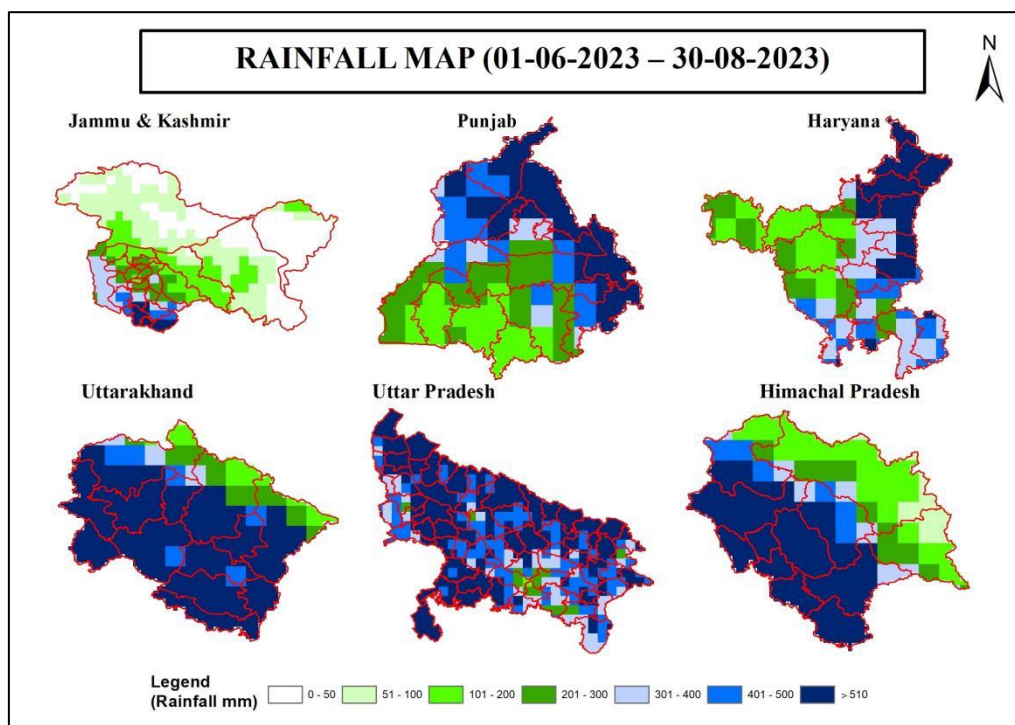 RAINFALL MAP (01-06-2023 – 30-08-2023)
N
Jammu & Kashmir
Punjab
Haryana
Uttarakhand
Uttar Pradesh
Himachal Pradesh
Legend
(Rainfall mm)
0 - 50
51 - 100
101 - 200
201 - 300
301 - 400
401 - 500
> 510